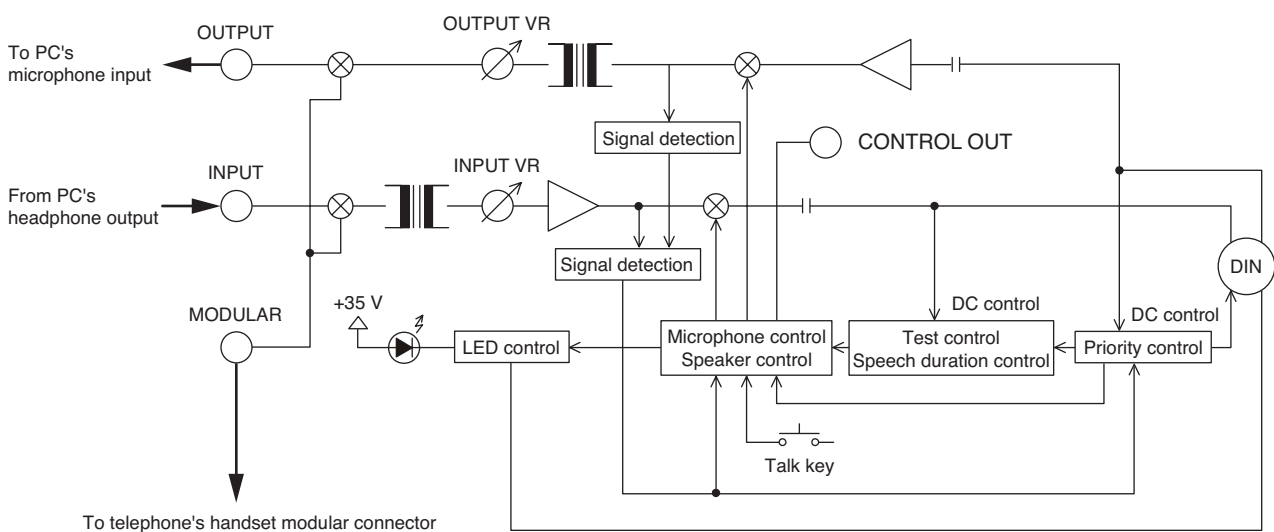 To PC's
microphone input
OUTPUT
OUTPUT VR
Signal detection
CONTROL OUT
From PC's
headphone output
INPUT
INPUT VR
Signal detection
DIN
MODULAR
+35 V
LED control
Microphone control
Speaker control
DC control
Test control
Speech duration control
DC control
Priority control
Talk key
To telephone's handset modular connector